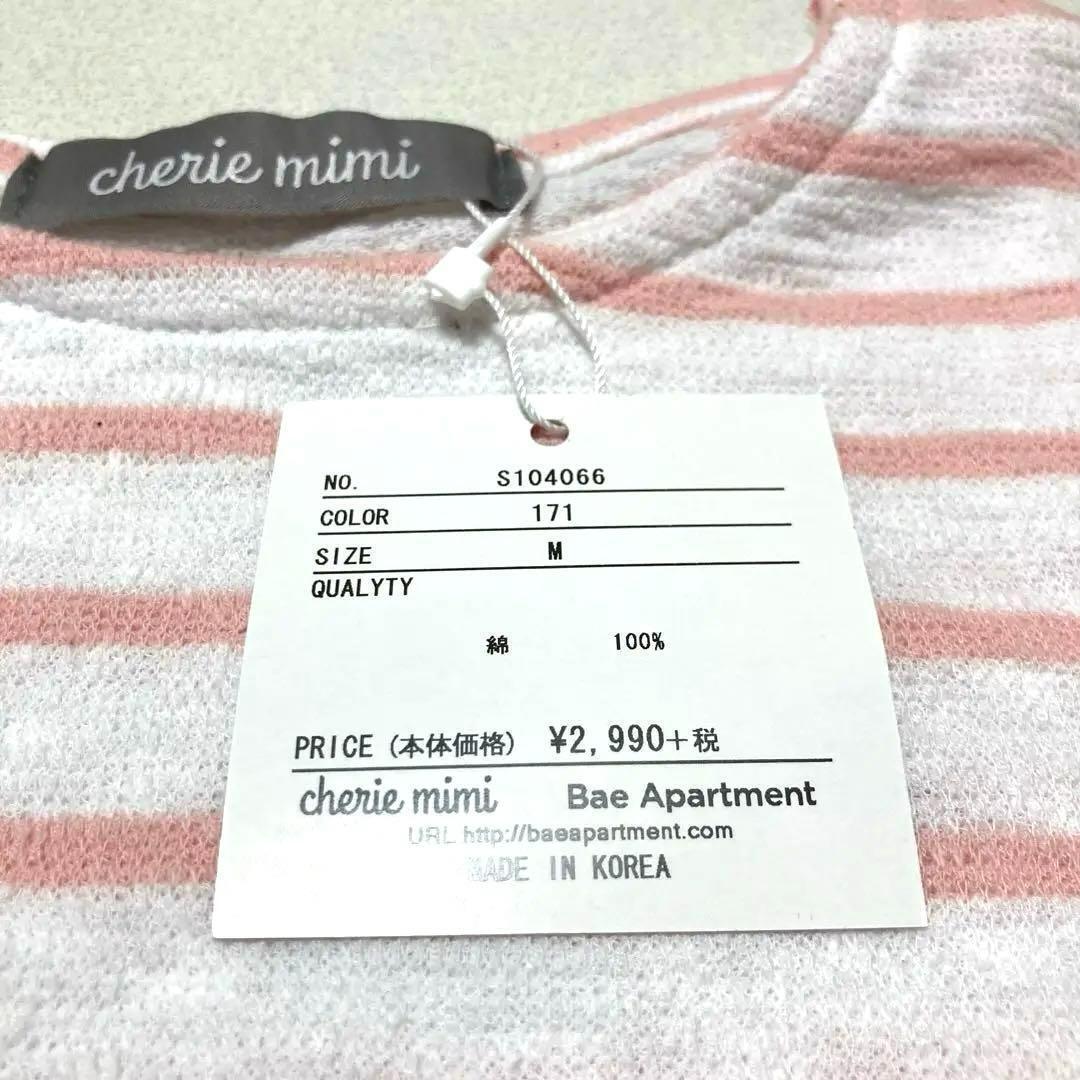 cherie mimi
NO. S104066
COLOR 171
SIZE M
QUALYTY
綿 100%
PRICE (本体価格) ¥2,990+税
cherie mimi Bae Apartment
URL http://baeapartment.com
MADE IN KOREA